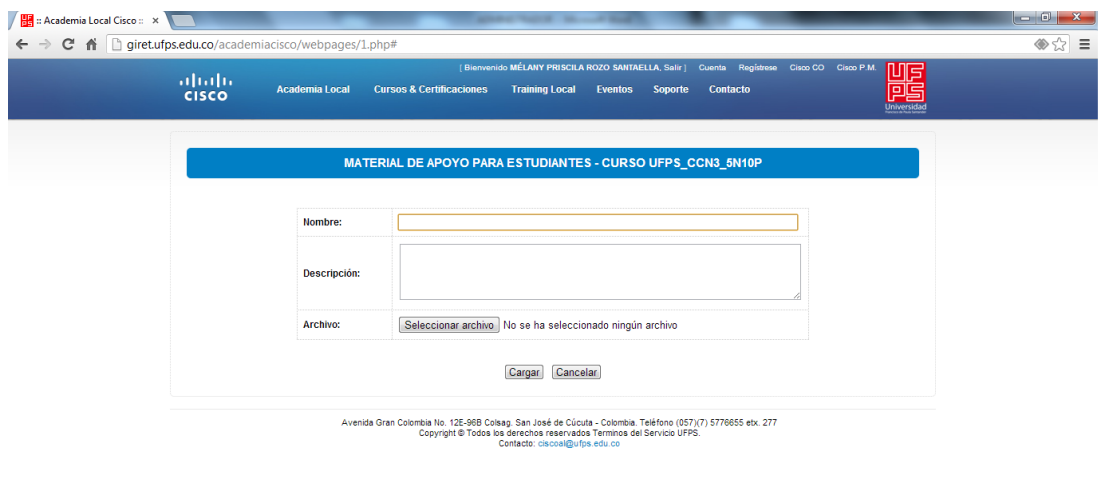 :: Academia Local Cisco ::
giret.ufps.edu.co/academiacisco/webpages/1.php#
[ Bienvenido MÉLANY PRISCILA ROZO SANTAELLA, Salir ] Cuenta Regístrese Cisco CO Cisco P.M.
CISCO
Academia Local Cursos & Certificaciones Training Local Eventos Soporte Contacto
UFPS
Universidad
MATERIAL DE APOYO PARA ESTUDIANTES - CURSO UFPS_CCN3_5N10P
Nombre:
Descripción:
Archivo: Seleccionar archivo No se ha seleccionado ningún archivo
Cargar Cancelar
Avenida Gran Colombia No. 12E-96B Colsag. San José de Cúcuta - Colombia. Teléfono (057)(7) 5776655 etx. 277
Copyright © Todos los derechos reservados Terminos del Servicio UFPS.
Contacto: ciscoal@ufps.edu.co